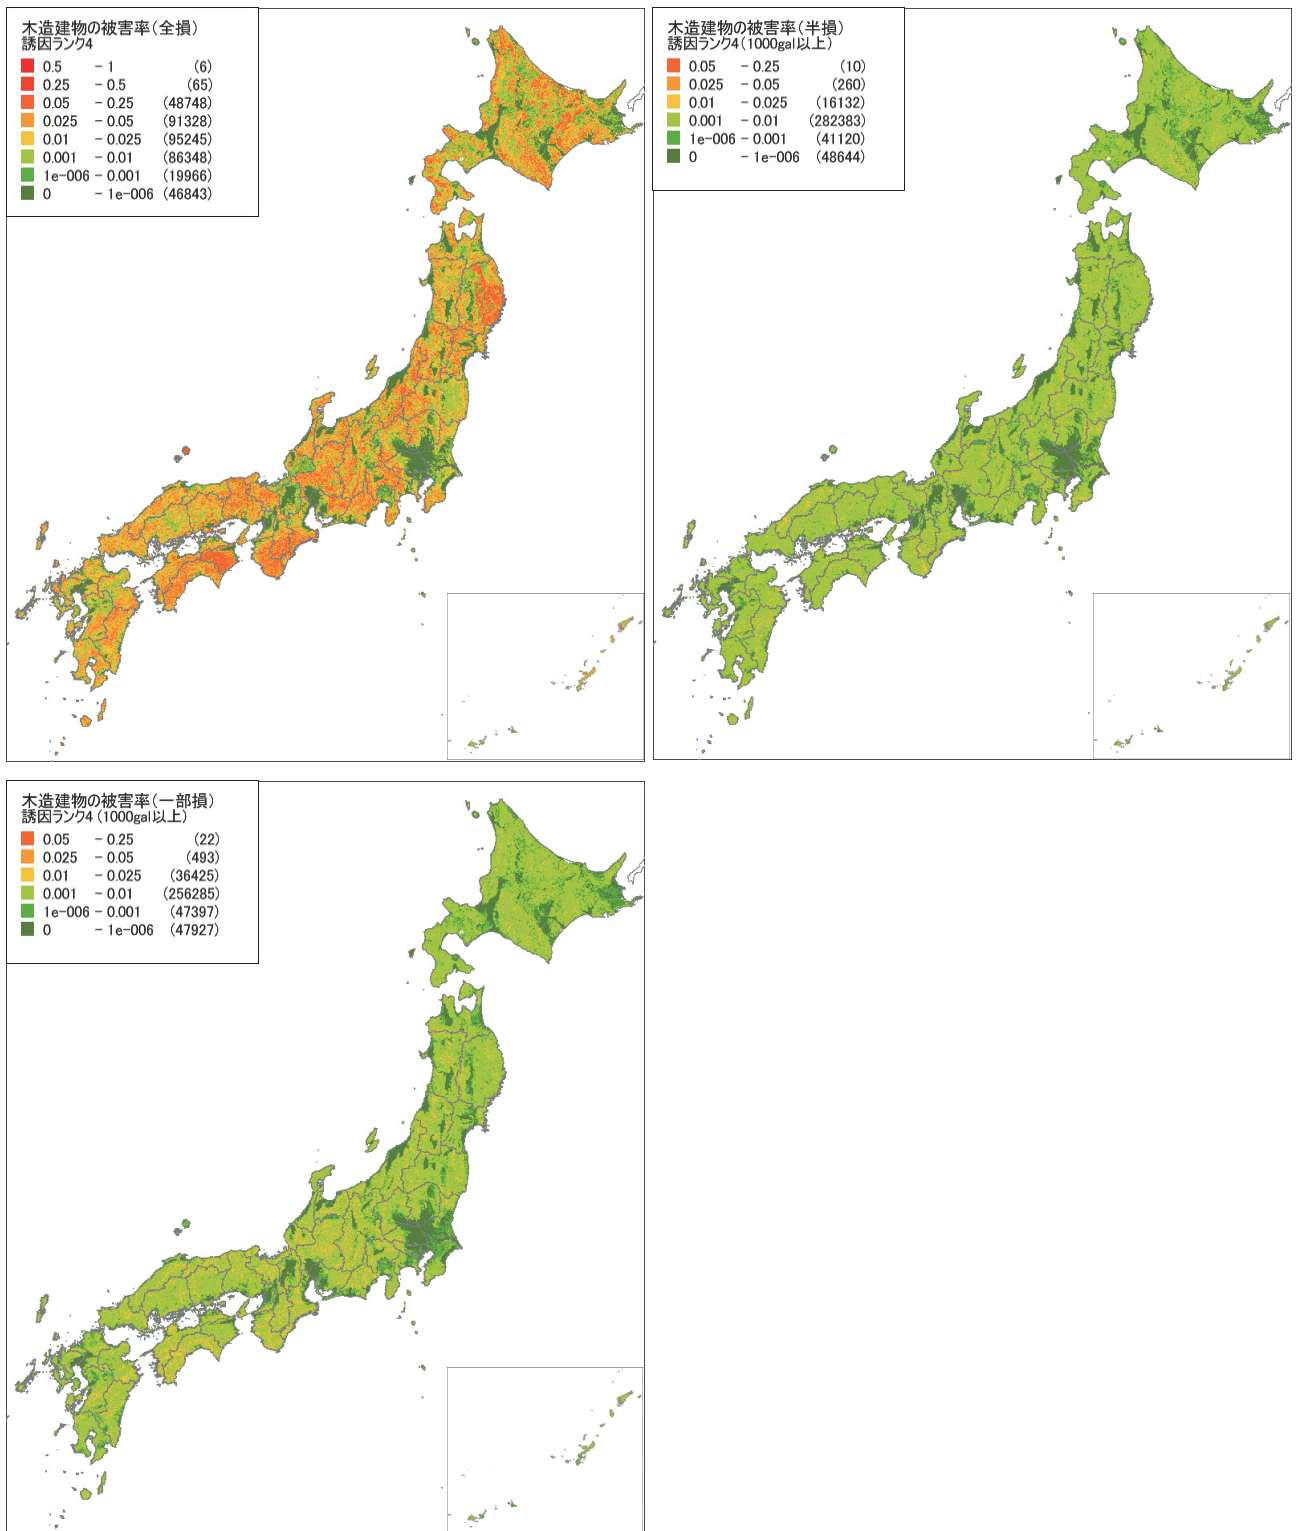 木造建物の被害率（全損）
誘因ランク4
0.5 － 1 (6)
0.25 － 0.5 (65)
0.05 － 0.25 (48748)
0.025 － 0.05 (91328)
0.01 － 0.025 (95245)
0.001 － 0.01 (86348)
1e-006 － 0.001 (19966)
0 － 1e-006 (46843)
木造建物の被害率（半損）
誘因ランク4（1000gal以上）
0.05 － 0.25 (10)
0.025 － 0.05 (260)
0.01 － 0.025 (16132)
0.001 － 0.01 (282383)
1e-006 － 0.001 (41120)
0 － 1e-006 (48644)
木造建物の被害率（一部損）
誘因ランク4（1000gal以上）
0.05 － 0.25 (22)
0.025 － 0.05 (493)
0.01 － 0.025 (36425)
0.001 － 0.01 (256285)
1e-006 － 0.001 (47397)
0 － 1e-006 (47927)